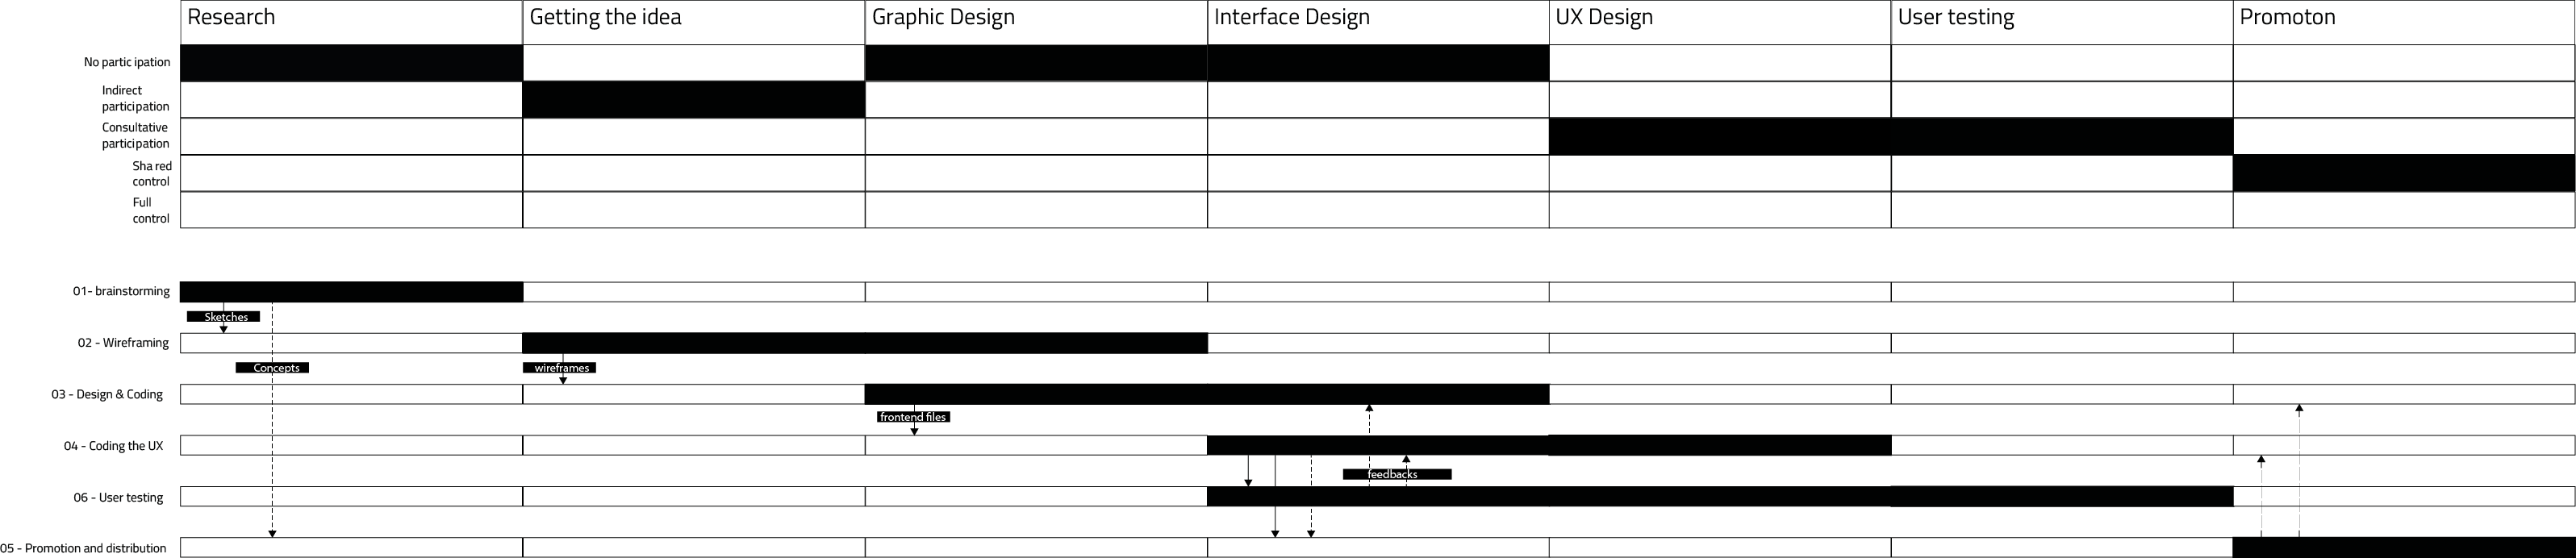 Research Getting the idea Graphic Design Interface Design UX Design User testing Promoton
No partic ipation
Indirect
participation
Consultative
participation
Sha red
control
Full
control
01- brainstorming
Sketches
02 - Wireframing
Concepts wireframes
03 - Design & Coding
frontend files
04 - Coding the UX
feedbacks
06 - User testing
05 - Promotion and distribution